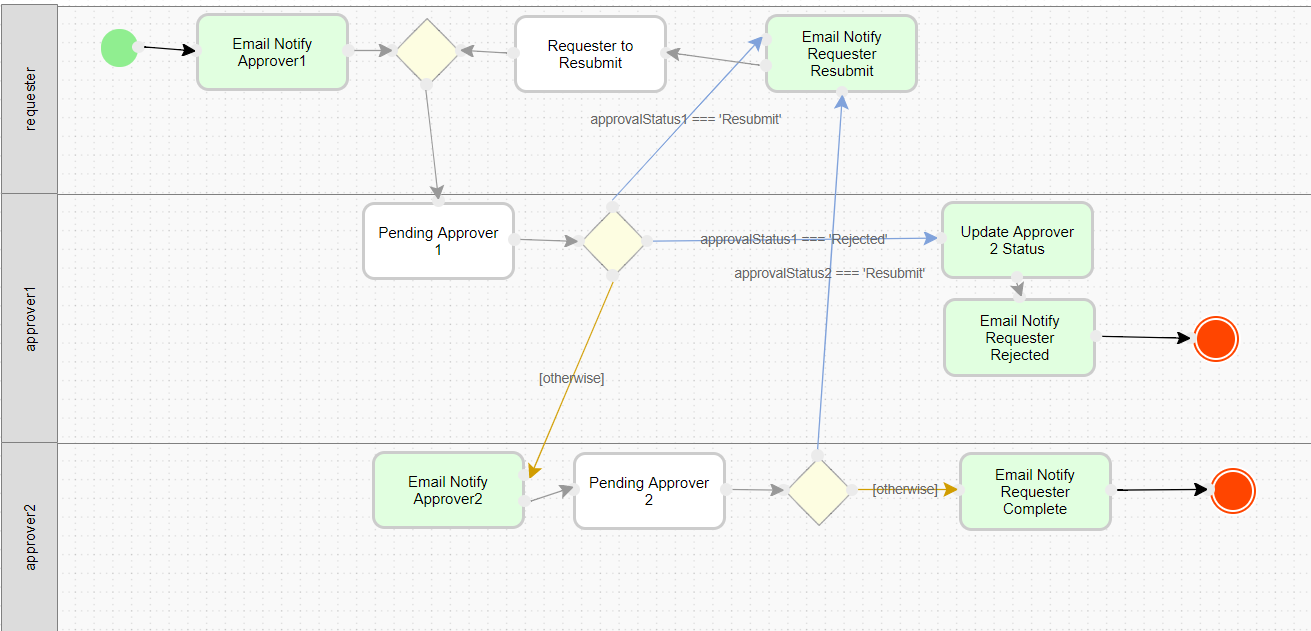 requester
Email Notify
Approver1
Requester to
Resubmit
Email Notify
Requester
Resubmit
approvalStatus1 === 'Resubmit'
approver1
Pending Approver
1
approvalStatus1 === 'Rejected'
Update Approver
2 Status
approvalStatus2 === 'Resubmit'
Email Notify
Requester
Rejected
[otherwise]
approver2
Email Notify
Approver2
Pending Approver
2
[otherwise]
Email Notify
Requester
Complete